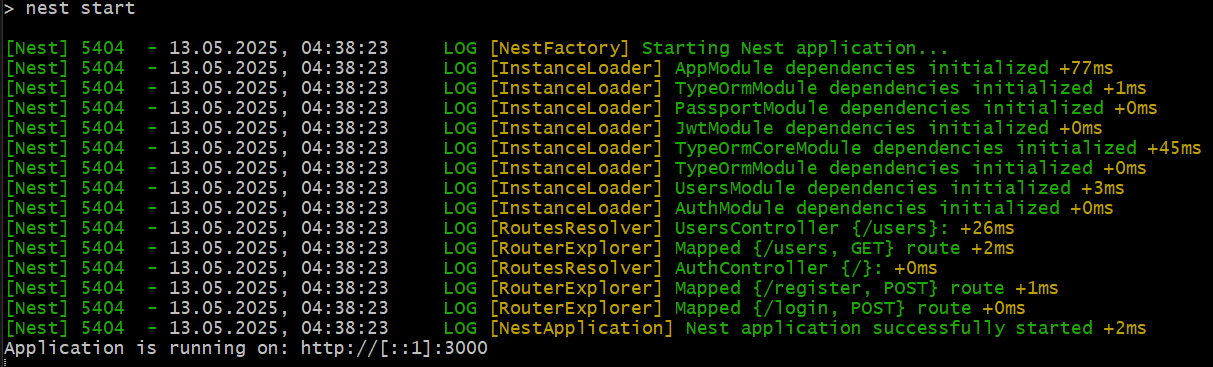 > nest start
[Nest] 5404  - 13.05.2025, 04:38:23     LOG [NestFactory] Starting Nest application...
[Nest] 5404  - 13.05.2025, 04:38:23     LOG [InstanceLoader] AppModule dependencies initialized +77ms
[Nest] 5404  - 13.05.2025, 04:38:23     LOG [InstanceLoader] TypeOrmModule dependencies initialized +1ms
[Nest] 5404  - 13.05.2025, 04:38:23     LOG [InstanceLoader] PassportModule dependencies initialized +0ms
[Nest] 5404  - 13.05.2025, 04:38:23     LOG [InstanceLoader] JwtModule dependencies initialized +0ms
[Nest] 5404  - 13.05.2025, 04:38:23     LOG [InstanceLoader] TypeOrmCoreModule dependencies initialized +45ms
[Nest] 5404  - 13.05.2025, 04:38:23     LOG [InstanceLoader] TypeOrmModule dependencies initialized +0ms
[Nest] 5404  - 13.05.2025, 04:38:23     LOG [InstanceLoader] UsersModule dependencies initialized +3ms
[Nest] 5404  - 13.05.2025, 04:38:23     LOG [InstanceLoader] AuthModule dependencies initialized +0ms
[Nest] 5404  - 13.05.2025, 04:38:23     LOG [RoutesResolver] UsersController {/users}: +26ms
[Nest] 5404  - 13.05.2025, 04:38:23     LOG [RouterExplorer] Mapped {/users, GET} route +2ms
[Nest] 5404  - 13.05.2025, 04:38:23     LOG [RoutesResolver] AuthController {/}: +0ms
[Nest] 5404  - 13.05.2025, 04:38:23     LOG [RouterExplorer] Mapped {/register, POST} route +1ms
[Nest] 5404  - 13.05.2025, 04:38:23     LOG [RouterExplorer] Mapped {/login, POST} route +0ms
[Nest] 5404  - 13.05.2025, 04:38:23     LOG [NestApplication] Nest application successfully started +2ms
Application is running on: http://[::1]:3000